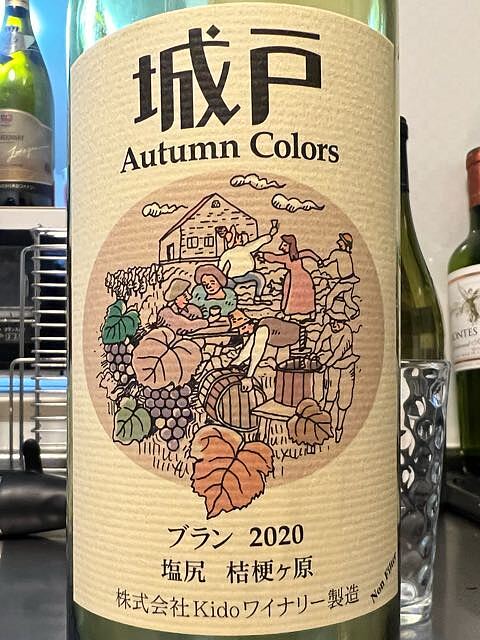 城戸
Autumn Colors
ブラン 2020
塩尻 桔梗ヶ原
株式会社Kidoワイナリー製造
Non Filter